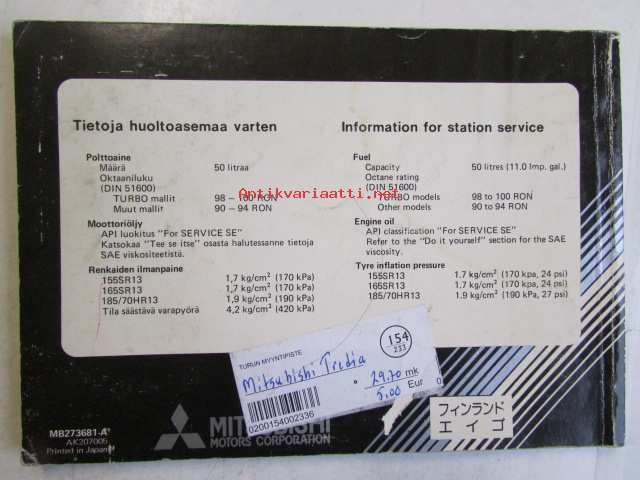 Tietoja huoltoasemaa varten
Polttoaine
Määrä 50 litraa
Oktaaniluku
(DIN 51600)
TURBO mallit 98 – 100 RON
Muut mallit 90 – 94 RON
Moottoriöljy
API luokitus "For SERVICE SE"
Katsokaa "Tee se itse" osasta halutessanne tietoja
SAE viskositeetistä.
Renkaiden ilmanpaine
155SR13 1,7 kg/cm² (170 kPa)
165SR13 1,7 kg/cm² (170 kPa)
185/70HR13 1,9 kg/cm² (190 kPa)
Tila säästävä varapyörä 4,2 kg/cm² (420 kPa)
Information for station service
Fuel
Capacity 50 litres (11.0 Imp. gal.)
Octane rating
(DIN 51600)
TURBO models 98 to 100 RON
Other models 90 to 94 RON
Engine oil
API classification "For SERVICE SE"
Refer to the "Do it yourself" section for the SAE
viscosity.
Tyre inflation pressure
155SR13 1.7 kg/cm² (170 kpa, 24 psi)
165SR13 1.7 kg/cm² (170 kpa, 24 psi)
185/70HR13 1.9 kg/cm² (190 kPa, 27 psi)
Antikvariaatti.net
TURUN MYYNTIPISTE
Mitsubishi Tredia
154
233
29.70 mk
5.00 Eur
0200154002336
MB273681-A
AK207005
Printed in Japan
MITSUBISHI
MOTORS CORPORATION
フィンランド
エイゴ